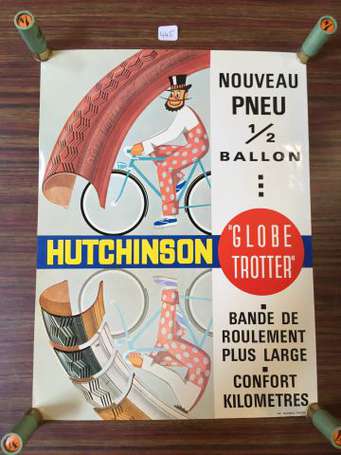 445
NOUVEAU
PNEU
1/2
BALLON
HUTCHINSON
"GLOBE
TROTTER"
BANDE DE
ROULEMENT
PLUS LARGE
CONFORT
KILOMETRES